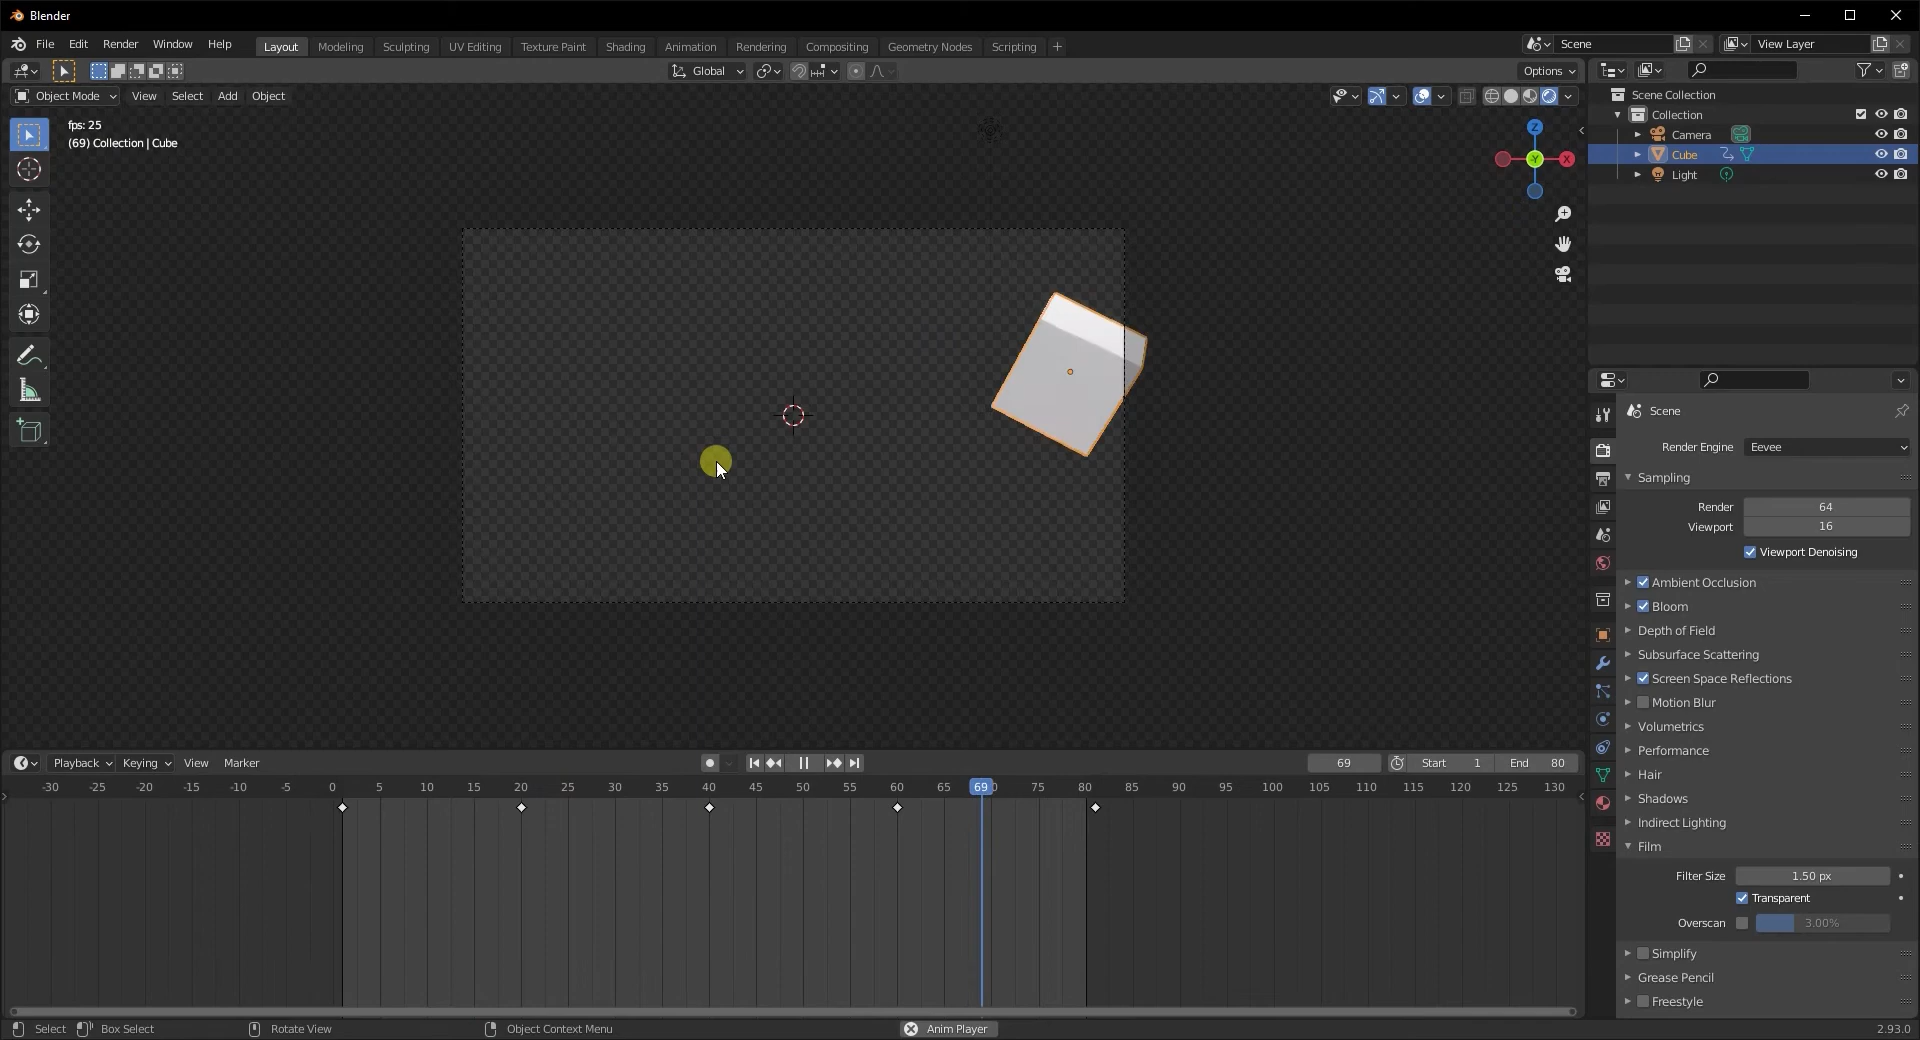 Blender
File Edit Render Window Help Layout Modeling Sculpting UV Editing Texture Paint Shading Animation Rendering Compositing Geometry Nodes Scripting + Scene View Layer
Global Options
Object Mode View Select Add Object
fps: 25
(69) Collection | Cube
Z
X
Y
Scene Collection
Collection
Camera
Cube
Light
Scene
Render Engine Eevee
Sampling
Render 64
Viewport 16
Viewport Denoising
Ambient Occlusion
Bloom
Depth of Field
Subsurface Scattering
Screen Space Reflections
Motion Blur
Volumetrics
Performance
Hair
Shadows
Indirect Lighting
Film
Filter Size 1.50 px
Transparent
Overscan 3.00%
Simplify
Grease Pencil
Freestyle
Playback Keying View Marker 69 Start 1 End 80
-30 -25 -20 -15 -10 -5 0 5 10 15 20 25 30 35 40 45 50 55 60 65 69 75 80 85 90 95 100 105 110 115 120 125 130
Select Box Select Rotate View Object Context Menu Anim Player 2.93.0